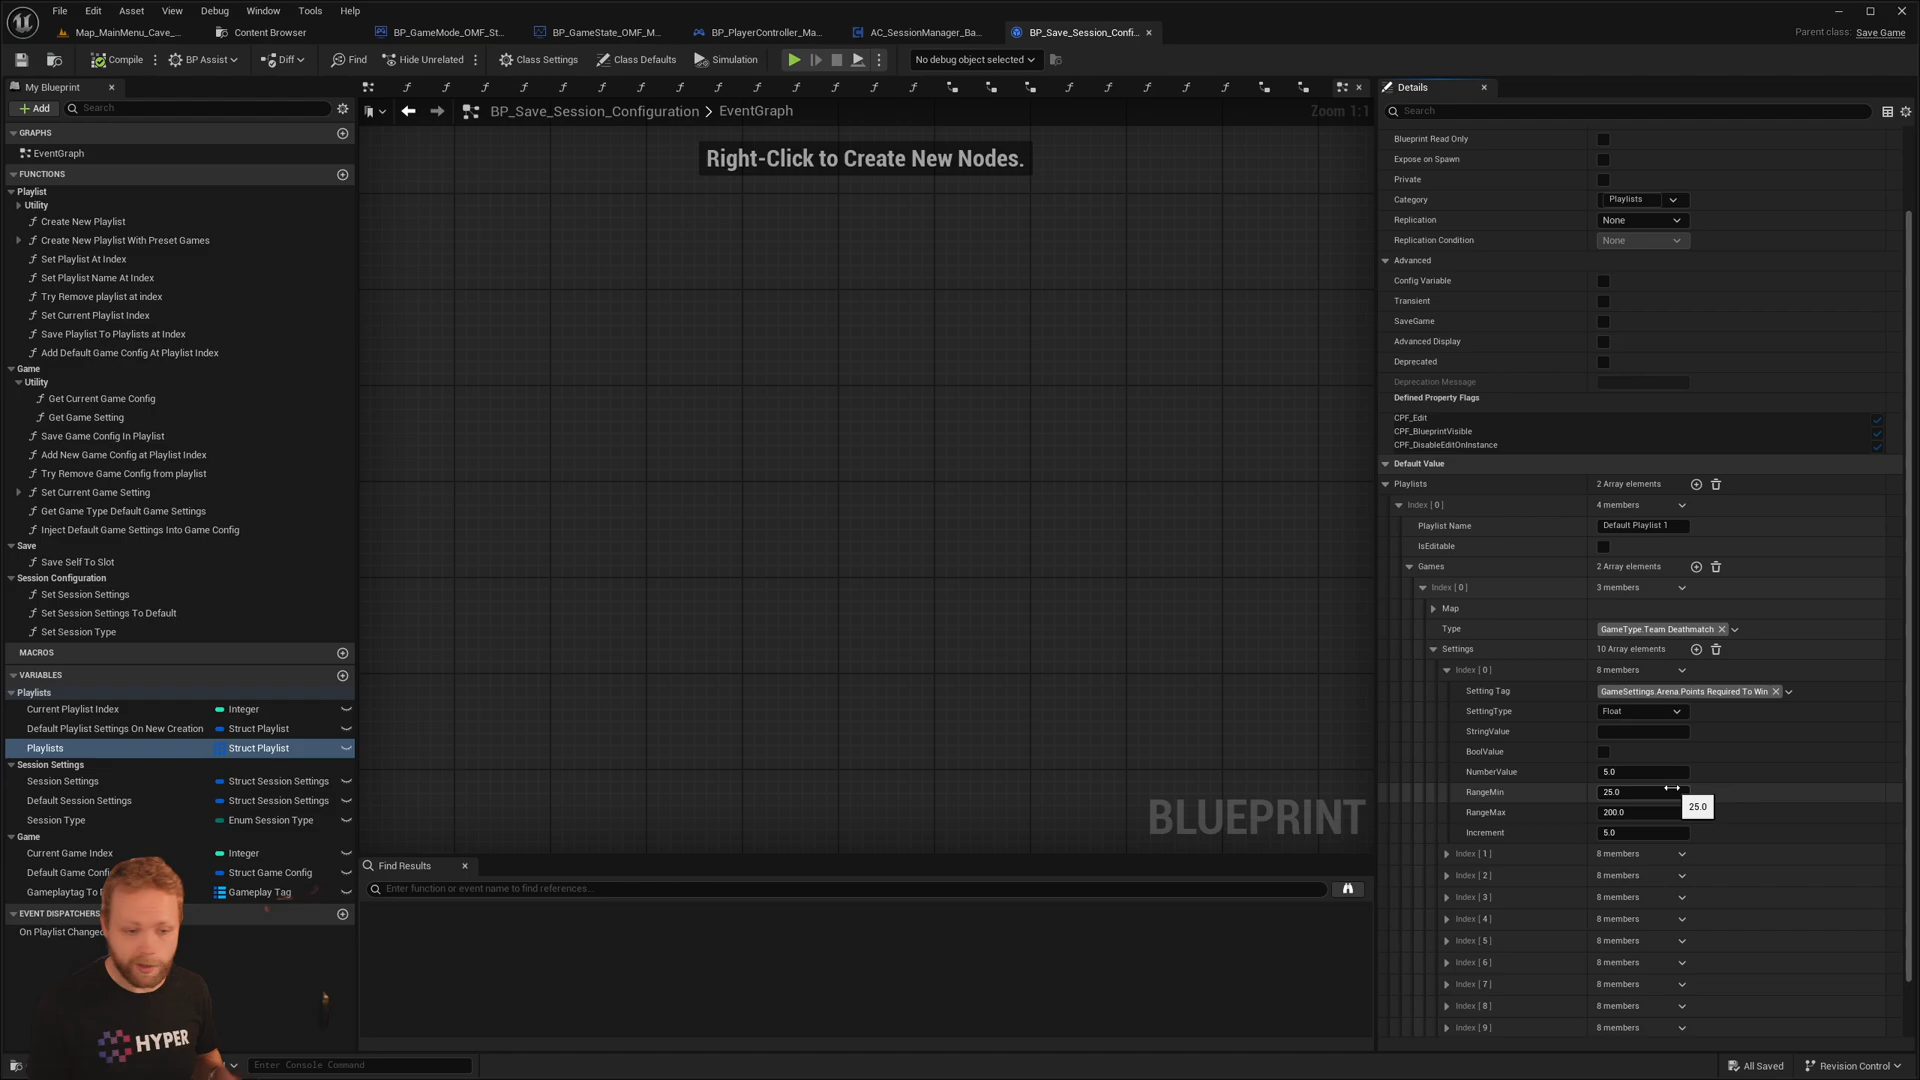 File Edit Asset View Debug Window Tools Help
Map_MainMenu_Cave_...
Content Browser
BP_GameMode_OMF_St...
BP_GameState_OMF_M...
BP_PlayerController_Ma...
AC_SessionManager_Ba...
BP_Save_Session_Confi...
Parent class: Save Game
Compile
BP Assist
Diff
Find
Hide Unrelated
Class Settings
Class Defaults
Simulation
No debug object selected
My Blueprint
Add
Search
GRAPHS
EventGraph
FUNCTIONS
Playlist
Utility
Create New Playlist
Create New Playlist With Preset Games
Set Playlist At Index
Set Playlist Name At Index
Try Remove playlist at index
Set Current Playlist Index
Save Playlist To Playlists at Index
Add Default Game Config At Playlist Index
Game
Utility
Get Current Game Config
Get Game Setting
Save Game Config In Playlist
Add New Game Config at Playlist Index
Try Remove Game Config from playlist
Set Current Game Setting
Get Game Type Default Game Settings
Inject Default Game Settings Into Game Config
Save
Save Self To Slot
Session Configuration
Set Session Settings
Set Session Settings To Default
Set Session Type
MACROS
VARIABLES
Playlists
Current Playlist Index Integer
Default Playlist Settings On New Creation Struct Playlist
Playlists Struct Playlist
Session Settings
Session Settings Struct Session Settings
Default Session Settings Struct Session Settings
Session Type Enum Session Type
Game
Current Game Index Integer
Default Game Confi Struct Game Config
Gameplaytag To Gameplay Tag
EVENT DISPATCHERS
On Playlist Changed
HYPER
BP_Save_Session_Configuration > EventGraph
Zoom 1:1
Right-Click to Create New Nodes.
BLUEPRINT
Find Results
Enter function or event name to find references...
Details
Search
Blueprint Read Only
Expose on Spawn
Private
Category Playlists
Replication None
Replication Condition None
Advanced
Config Variable
Transient
SaveGame
Advanced Display
Deprecated
Deprecation Message
Defined Property Flags
CPF_Edit
CPF_BlueprintVisible
CPF_DisableEditOnInstance
Default Value
Playlists 2 Array elements
Index [ 0 ] 4 members
Playlist Name Default Playlist 1
IsEditable
Games 2 Array elements
Index [ 0 ] 3 members
Map
Type GameType.Team Deathmatch
Settings 10 Array elements
Index [ 0 ] 8 members
Setting Tag GameSettings.Arena.Points Required To Win
SettingType Float
StringValue
BoolValue
NumberValue 5.0
RangeMin 25.0
25.0
RangeMax 200.0
Increment 5.0
Index [ 1 ] 8 members
Index [ 2 ] 8 members
Index [ 3 ] 8 members
Index [ 4 ] 8 members
Index [ 5 ] 8 members
Index [ 6 ] 8 members
Index [ 7 ] 8 members
Index [ 8 ] 8 members
Index [ 9 ] 8 members
Enter Console Command
All Saved
Revision Control